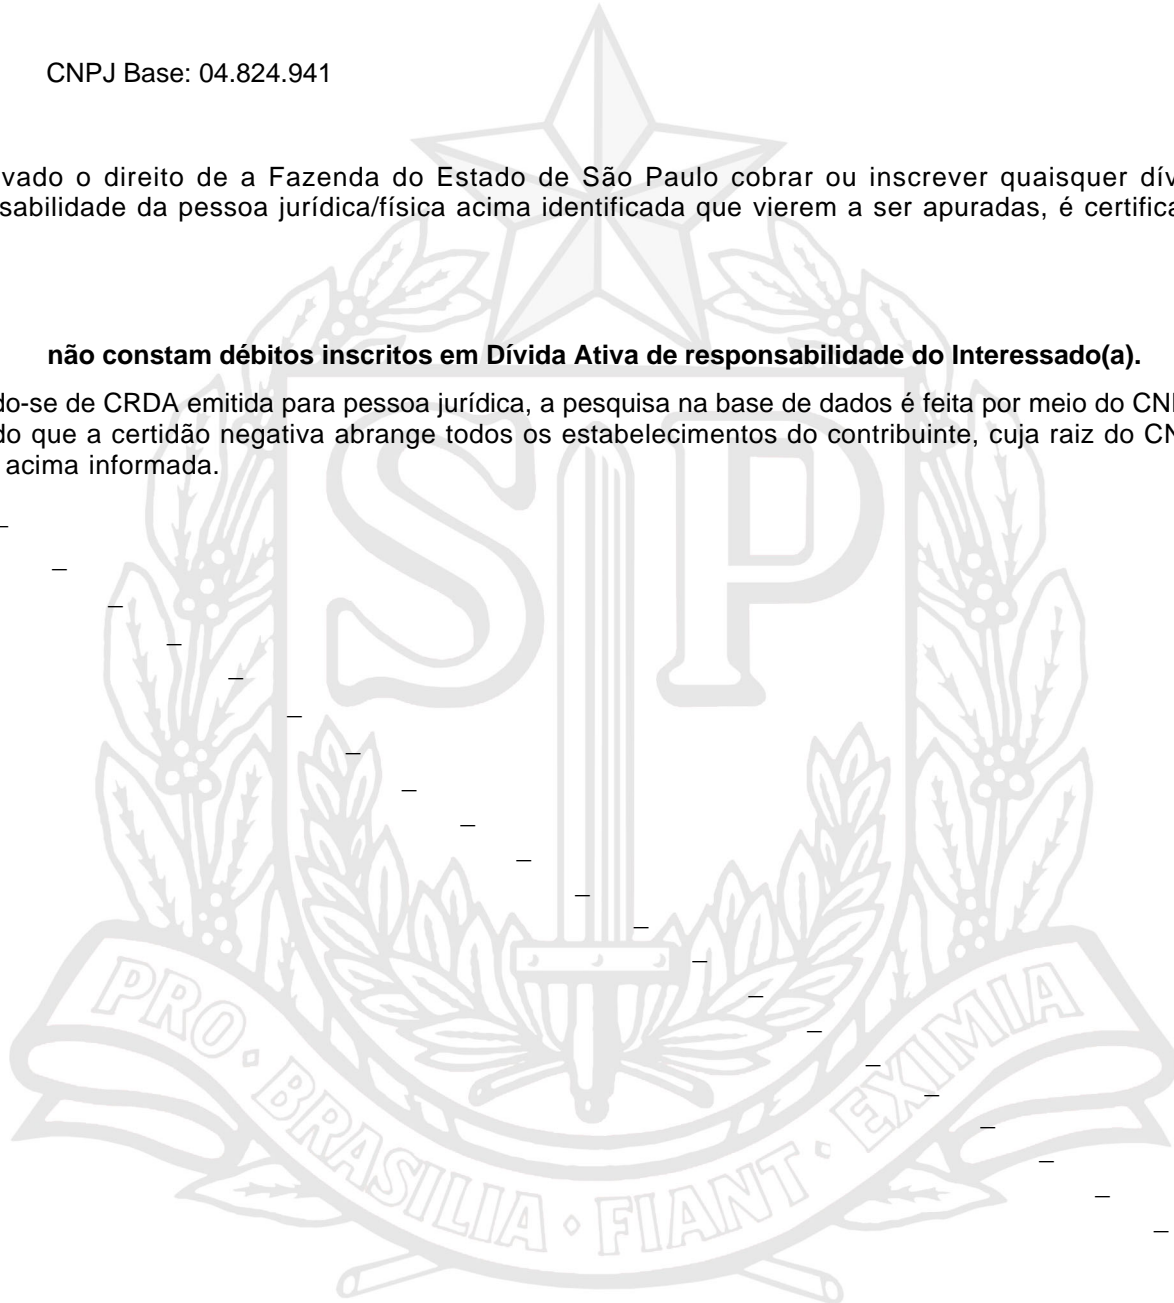 CNPJ Base: 04.824.941
vado o direito de a Fazenda do Estado de São Paulo cobrar ou inscrever quaisquer dív
sabilidade da pessoa jurídica/física acima identificada que vierem a ser apuradas, é certifica
não constam débitos inscritos em Dívida Ativa de responsabilidade do Interessado(a).
do-se de CRDA emitida para pessoa jurídica, a pesquisa na base de dados é feita por meio do CN
do que a certidão negativa abrange todos os estabelecimentos do contribuinte, cuja raiz do CN
acima informada.
SP
PRO · BRASILIA · FIANT · EXIMIA